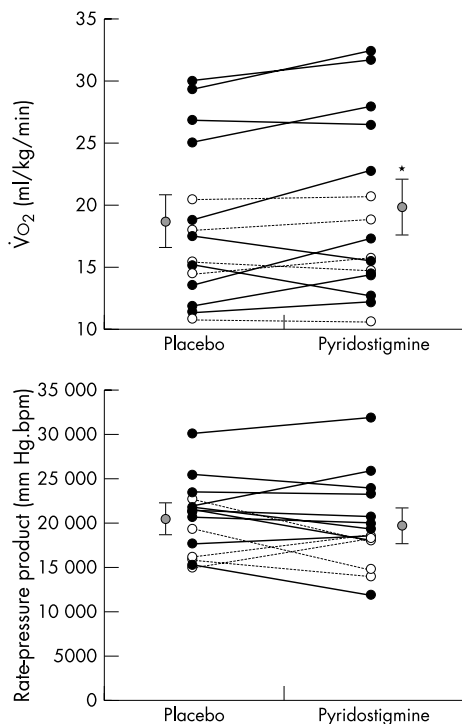 35
30
25
20
15
10
V̇O₂ (ml/kg/min)
*
Placebo
Pyridostigmine
35 000
30 000
25 000
20 000
15 000
10 000
5000
0
Rate-pressure product (mm Hg.bpm)
Placebo
Pyridostigmine